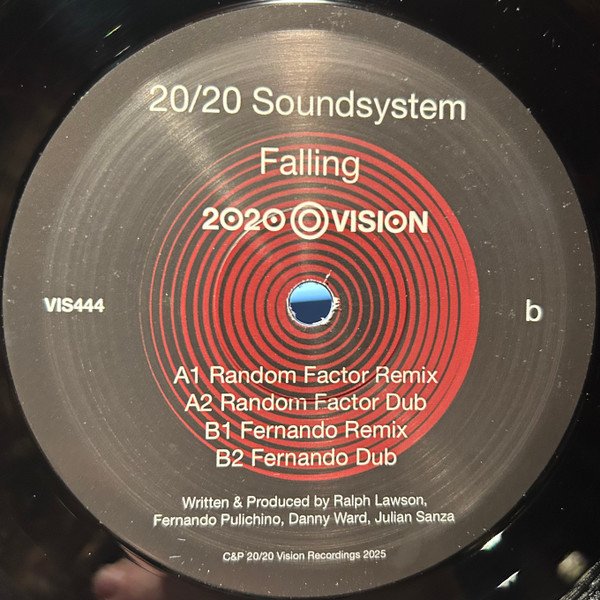 20/20 Soundsystem
Falling
2020 VISION
VIS444
b
A1 Random Factor Remix
A2 Random Factor Dub
B1 Fernando Remix
B2 Fernando Dub
Written & Produced by Ralph Lawson,
Fernando Pulichino, Danny Ward, Julian Sanza
C&P 20/20 Vision Recordings 2025